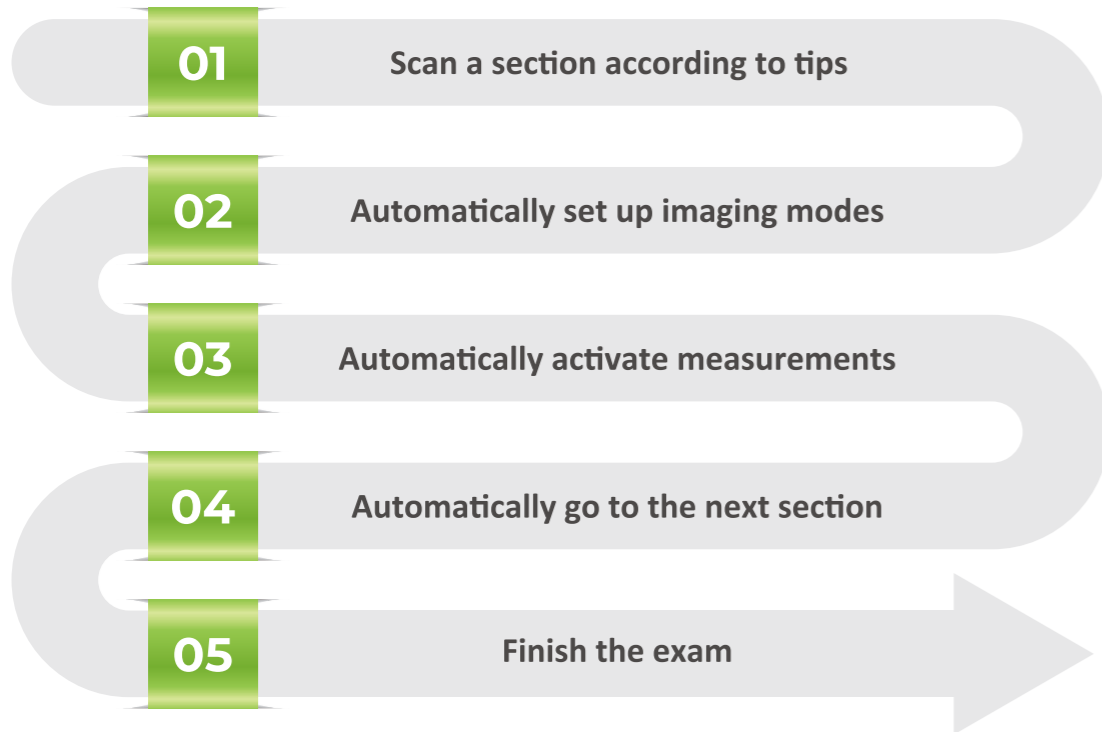 01
Scan a section according to tips
02
Automatically set up imaging modes
03
Automatically activate measurements
04
Automatically go to the next section
05
Finish the exam